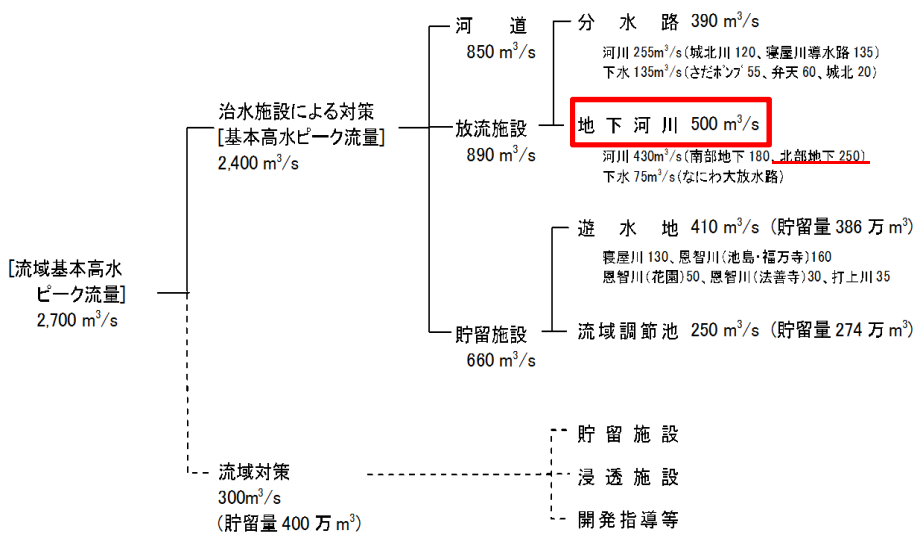 河　道
850 m³/s
分 水 路 390 m³/s
河川 255m³/s(城北川 120、寝屋川導水路 135)
下水 135m³/s(さだポンプ 55、弁天 60、城北 20)
治水施設による対策
[基本高水ピーク流量]
2,400 m³/s
放流施設
890 m³/s
地 下 河 川 500 m³/s
河川 430m³/s(南部地下 180、北部地下 250)
下水 75m³/s(なにわ大放水路)
遊 水 地 410 m³/s (貯留量 386 万 m³)
寝屋川 130、恩智川(池島・福万寺)160
恩智川(花園)50、恩智川(法善寺)30、打上川 35
[流域基本高水
ピーク流量]
2,700 m³/s
貯留施設
660 m³/s
流域調節池 250 m³/s (貯留量 274 万 m³)
貯 留 施 設
流域対策
300m³/s
(貯留量 400 万 m³)
浸 透 施 設
開発指導等